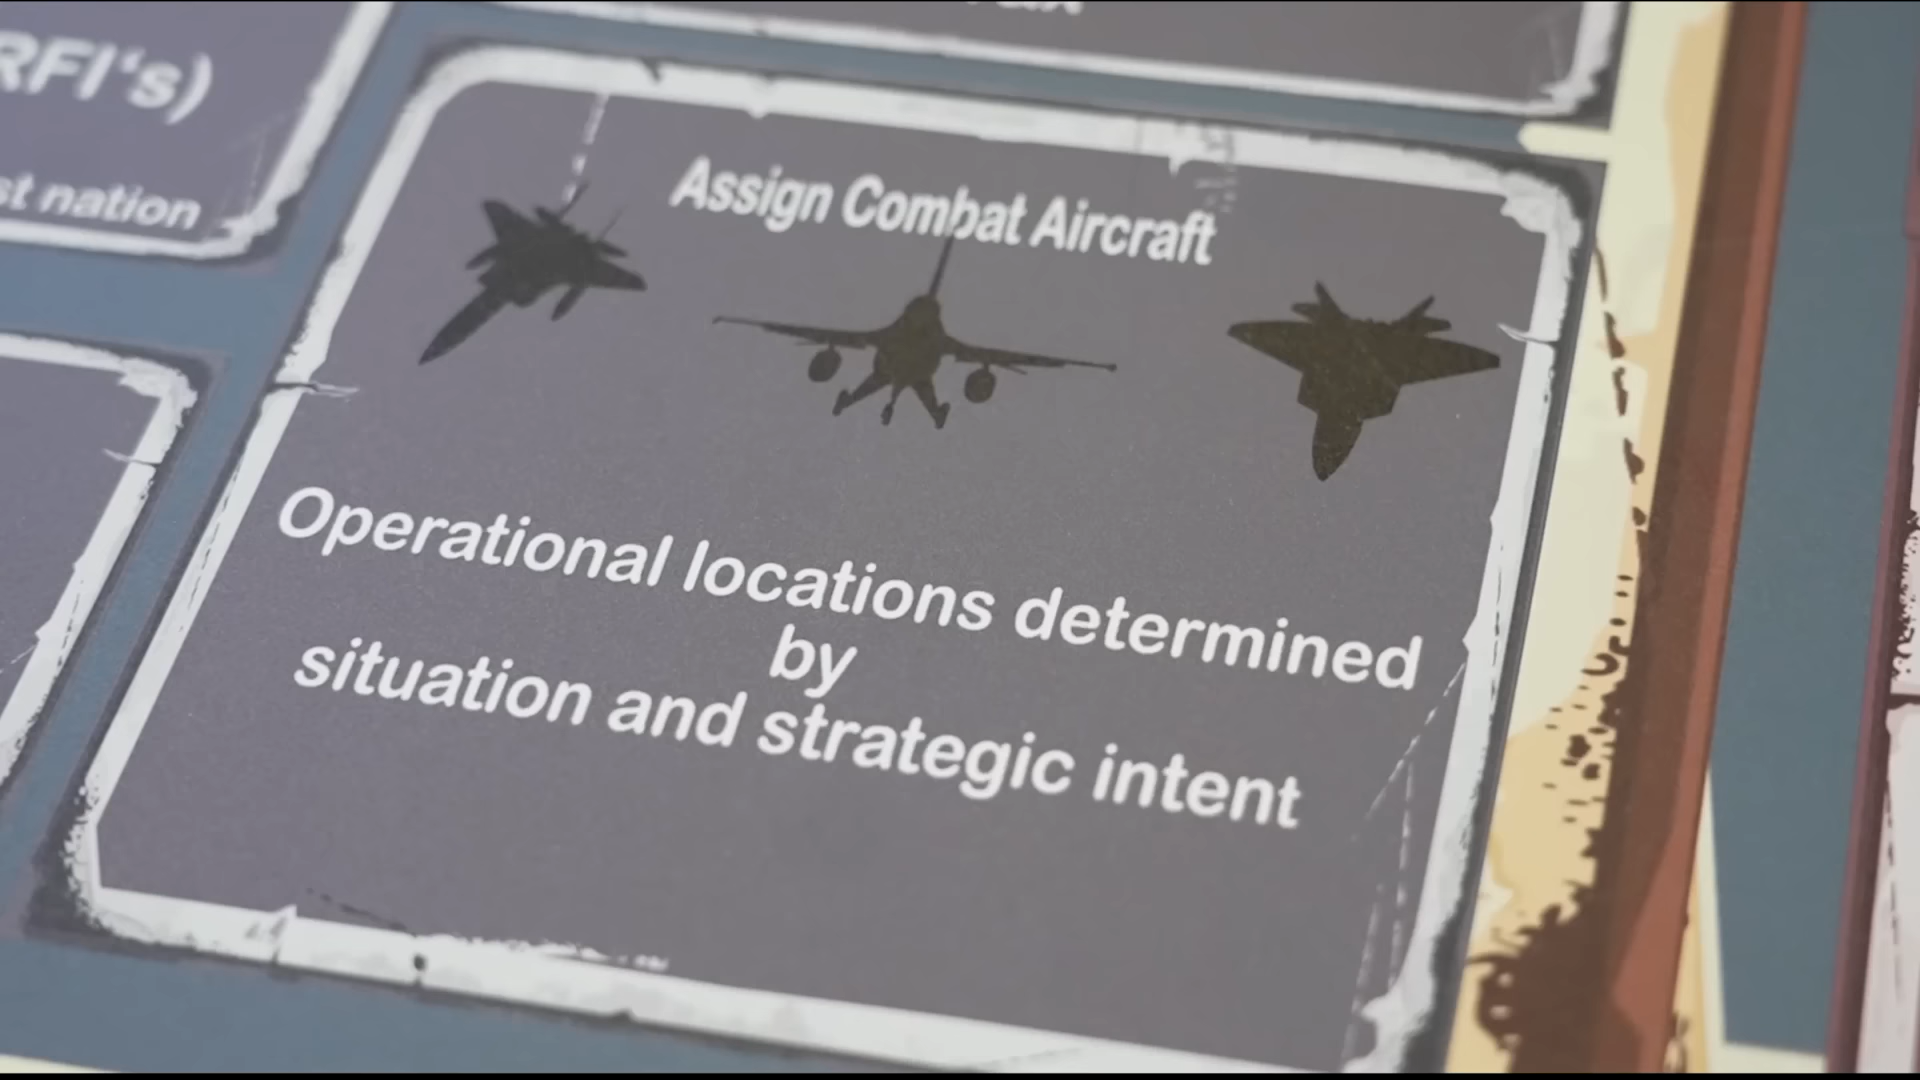 RFI's)
st nation
Assign Combat Aircraft
Operational locations determined
by
situation and strategic intent